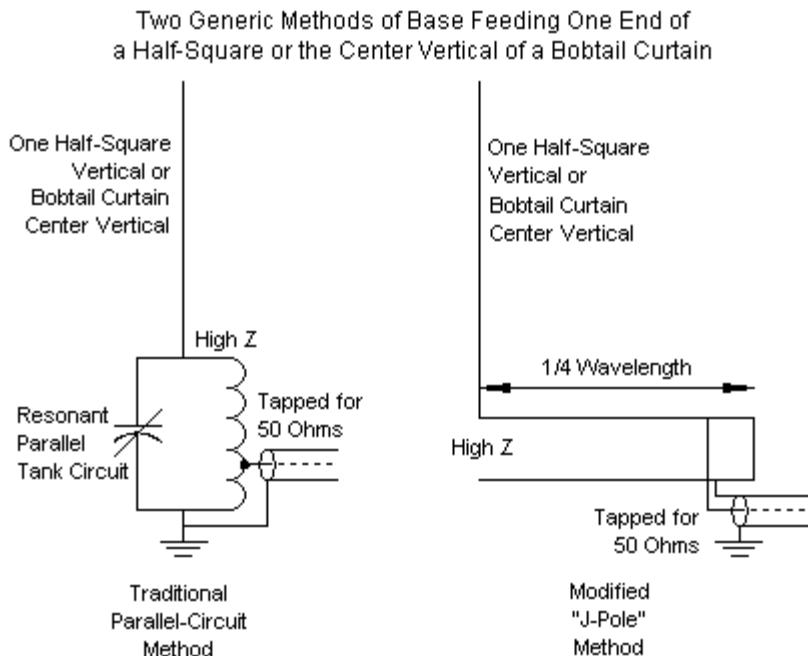 Two Generic Methods of Base Feeding One End of
a Half-Square or the Center Vertical of a Bobtail Curtain
One Half-Square
Vertical or
Bobtail Curtain
Center Vertical
High Z
Resonant
Parallel
Tank Circuit
Tapped for
50 Ohms
Traditional
Parallel-Circuit
Method
One Half-Square
Vertical or
Bobtail Curtain
Center Vertical
1/4 Wavelength
High Z
Tapped for
50 Ohms
Modified
"J-Pole"
Method